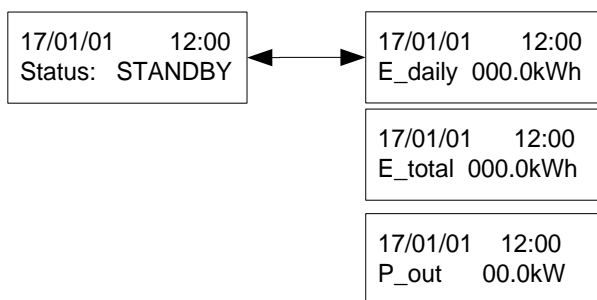 17/01/01 12:00
Status: STANDBY
17/01/01 12:00
E_daily 000.0kWh
17/01/01 12:00
E_total 000.0kWh
17/01/01 12:00
P_out 00.0kW